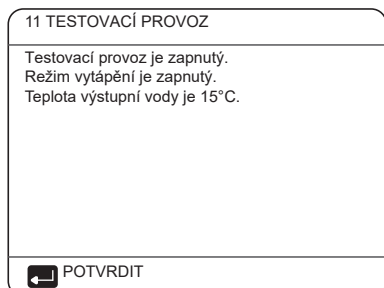 11 TESTOVACÍ PROVOZ
Testovací provoz je zapnutý.
Režim vytápění je zapnutý.
Teplota výstupní vody je 15°C.
POTVRDIT